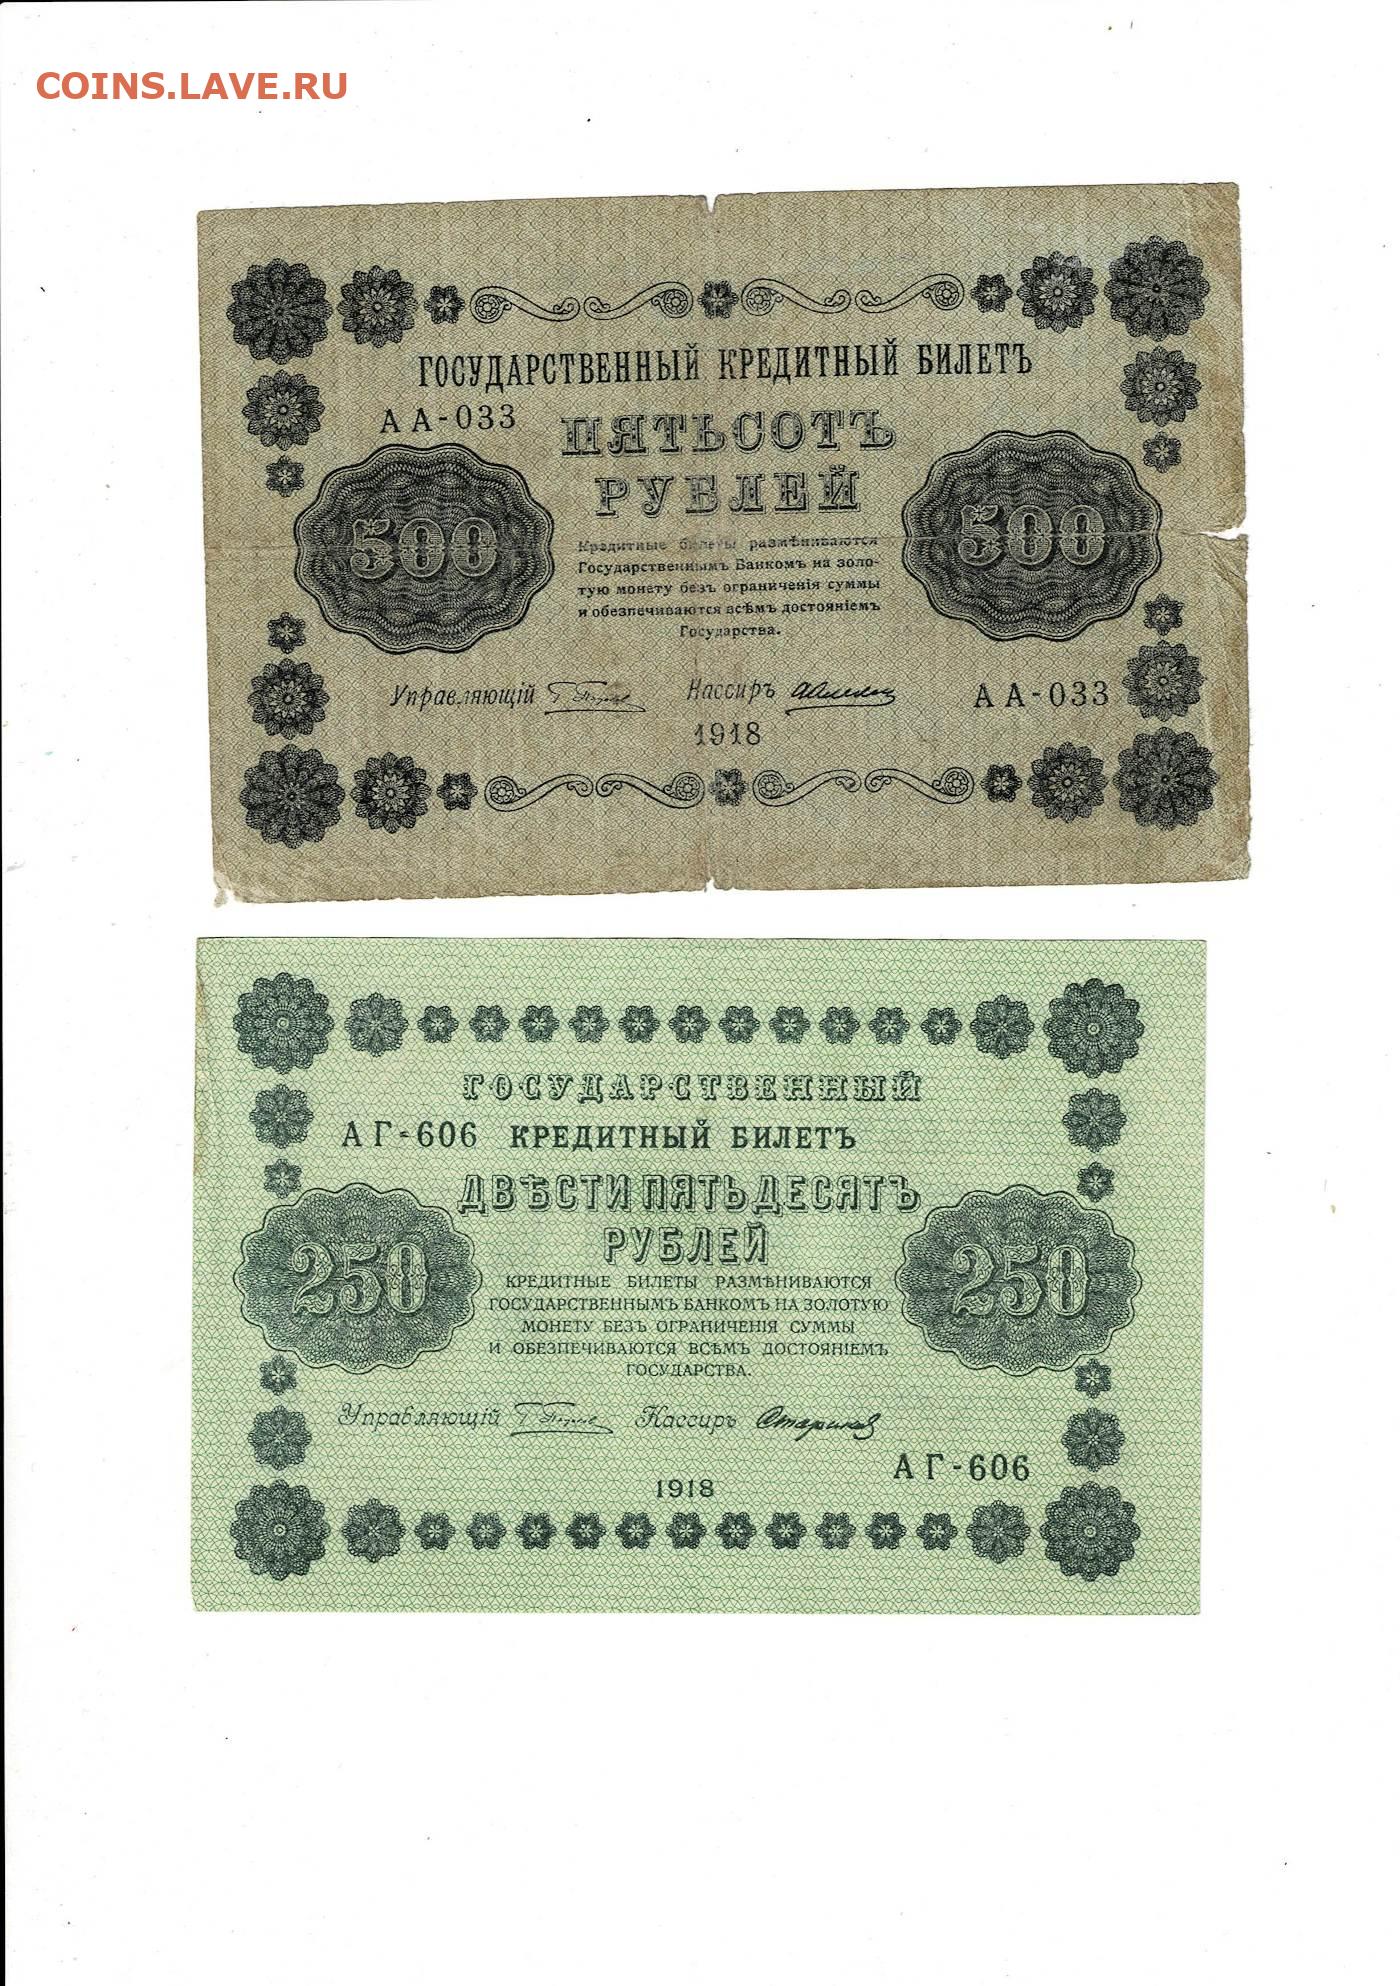 COINS.LAVE.RU
ГОСУДАРСТВЕННЫЙ КРЕДИТНЫЙ БИЛЕТЪ
АА-033
ПЯТЬСОТЪ
РУБЛЕЙ
500
500
Кредитные билеты размѣниваются
Государственнымъ Банкомъ на золо-
тую монету безъ ограниченія суммы
и обезпечиваются всѣмъ достояніемъ
Государства.
Управляющій
Кассиръ
АА-033
1918
ГОСУДАРСТВЕННЫЙ
АГ-606 КРЕДИТНЫЙ БИЛЕТЪ
ДВѢСТИ ПЯТЬДЕСЯТЪ
РУБЛЕЙ
250
250
КРЕДИТНЫЕ БИЛЕТЫ РАЗМѢНИВАЮТСЯ
ГОСУДАРСТВЕННЫМЪ БАНКОМЪ НА ЗОЛОТУЮ
МОНЕТУ БЕЗЪ ОГРАНИЧЕНІЯ СУММЫ
И ОБЕЗПЕЧИВАЮТСЯ ВСѢМЪ ДОСТОЯНІЕМЪ
ГОСУДАРСТВА.
Управляющій
Кассиръ Стариков
АГ-606
1918